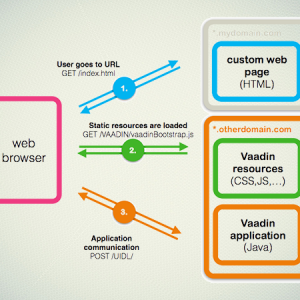 *.mydomain.com
User goes to URL
GET /index.html
1.
custom web
page
(HTML)
*.otherdomain.com
Static resources are loaded
GET /VAADIN/vaadinBootstrap.js
2.
web
browser
Vaadin
resources
(CSS,JS,...)
3.
Vaadin
application
(Java)
Application
communication
POST /UIDL/